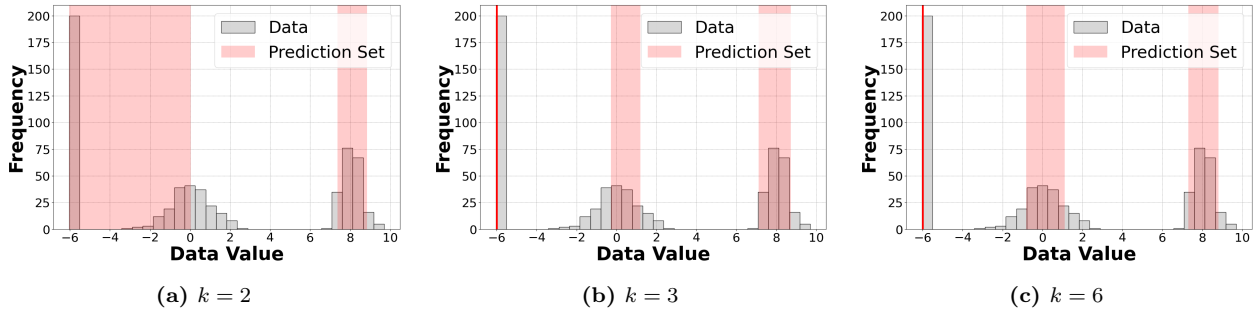 200
175
150
125
100
75
50
25
0
Frequency
−6 −4 −2 0 2 4 6 8 10
Data Value
Data
Prediction Set
(a) k = 2
200
175
150
125
100
75
50
25
0
Frequency
−6 −4 −2 0 2 4 6 8 10
Data Value
Data
Prediction Set
(b) k = 3
200
175
150
125
100
75
50
25
0
Frequency
−6 −4 −2 0 2 4 6 8 10
Data Value
Data
Prediction Set
(c) k = 6